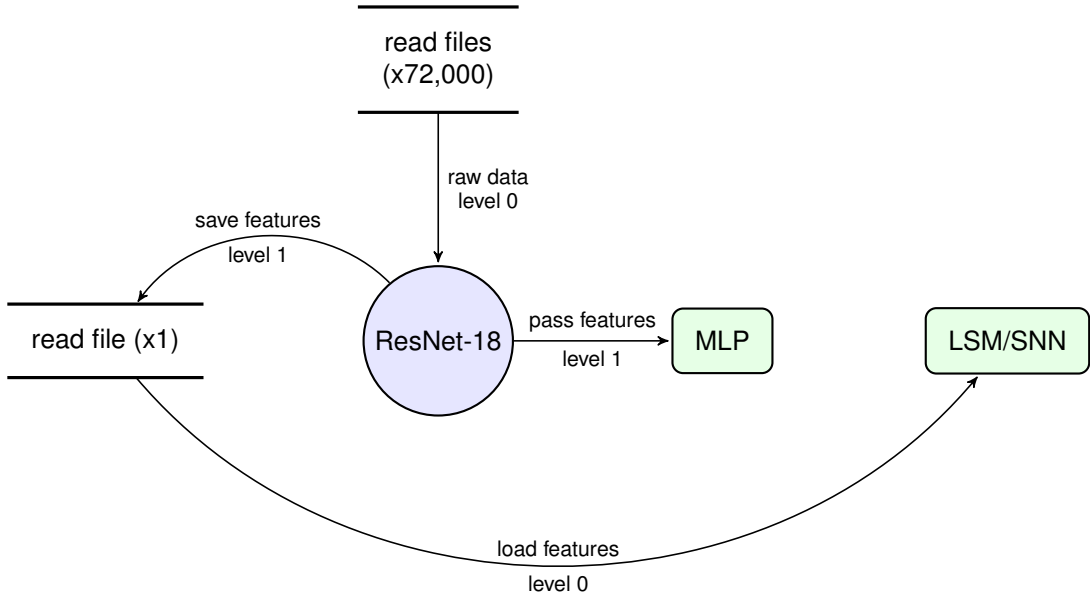 read files
(x72,000)
raw data
level 0
save features
level 1
read file (x1)
ResNet-18
pass features
level 1
MLP
LSM/SNN
load features
level 0